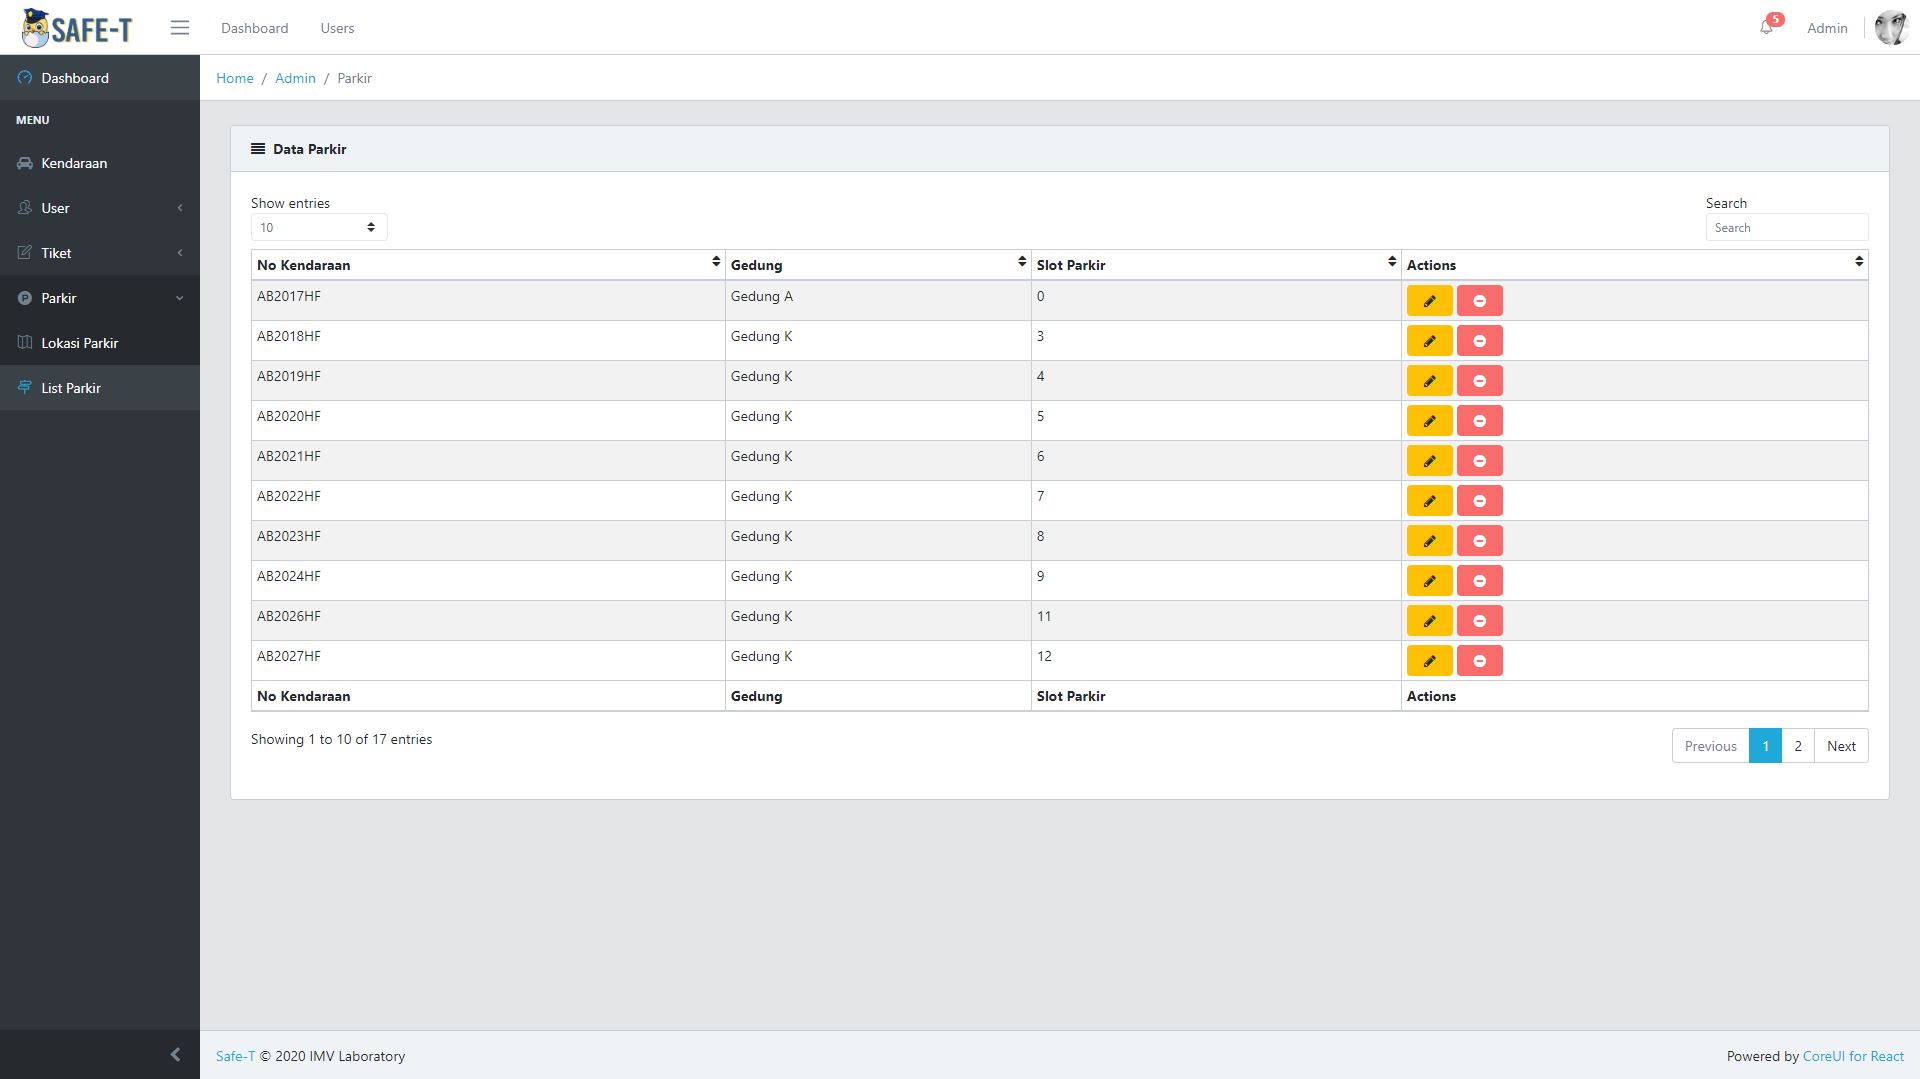 SAFE-T
Dashboard Users 5 Admin
Dashboard
Home / Admin / Parkir
MENU
Kendaraan
User
Tiket
Parkir
Lokasi Parkir
List Parkir
Data Parkir
Show entries
10
Search
Search
No Kendaraan Gedung Slot Parkir Actions
AB2017HF Gedung A 0
AB2018HF Gedung K 3
AB2019HF Gedung K 4
AB2020HF Gedung K 5
AB2021HF Gedung K 6
AB2022HF Gedung K 7
AB2023HF Gedung K 8
AB2024HF Gedung K 9
AB2026HF Gedung K 11
AB2027HF Gedung K 12
No Kendaraan Gedung Slot Parkir Actions
Showing 1 to 10 of 17 entries
Previous 1 2 Next
Safe-T © 2020 IMV Laboratory
Powered by CoreUI for React